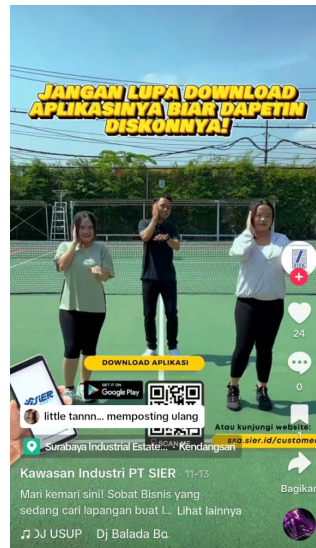 JANGAN LUPA DOWNLOAD
APLIKASINYA BIAR DAPETIN
DISKONNYA!
24
0
DOWNLOAD APLIKASI
SIER
GET IT ON
Google Play
SCAN ME
little tannn... memposting ulang
Atau kunjungi website:
ssa.sier.id/customer
Surabaya Industrial Estate... · Kendangsari
Kawasan Industri PT SIER · 11-13
Bagikan
Mari kemari sini! Sobat Bisnis yang
sedang cari lapangan buat l... Lihat lainnya
DJ USUP Dj Balada Bo